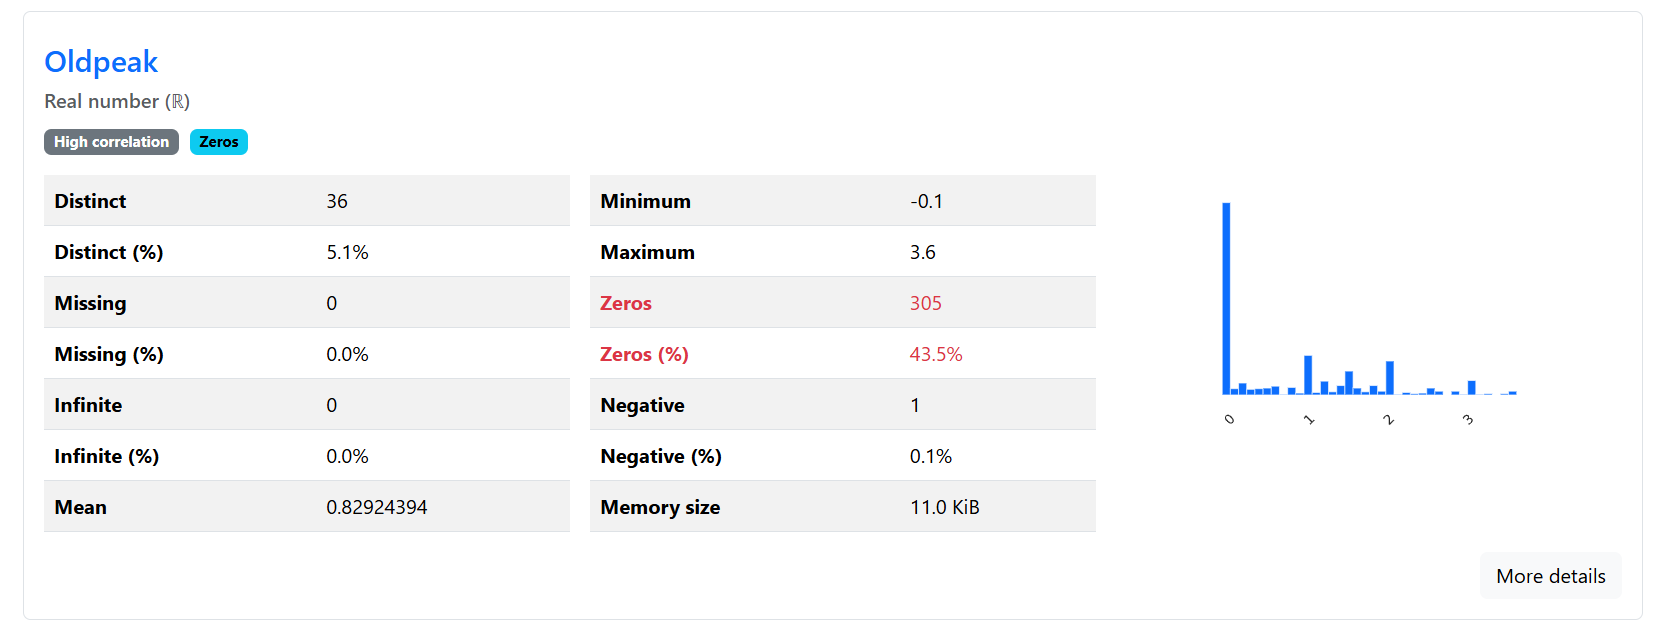 Oldpeak
Real number (ℝ)
High correlation Zeros
Distinct 36
Distinct (%) 5.1%
Missing 0
Missing (%) 0.0%
Infinite 0
Infinite (%) 0.0%
Mean 0.82924394
Minimum -0.1
Maximum 3.6
Zeros 305
Zeros (%) 43.5%
Negative 1
Negative (%) 0.1%
Memory size 11.0 KiB
0 1 2 3
More details